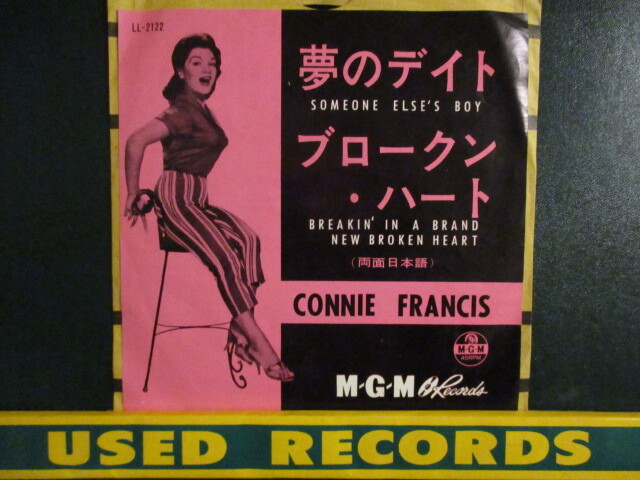 LL-2122
夢のデイト
SOMEONE ELSE'S BOY
ブロークン
・ハート
BREAKIN' IN A BRAND
NEW BROKEN HEART
(両面日本語)
CONNIE FRANCIS
M-G-M
45RPM
M-G-M Records
USED RECORDS